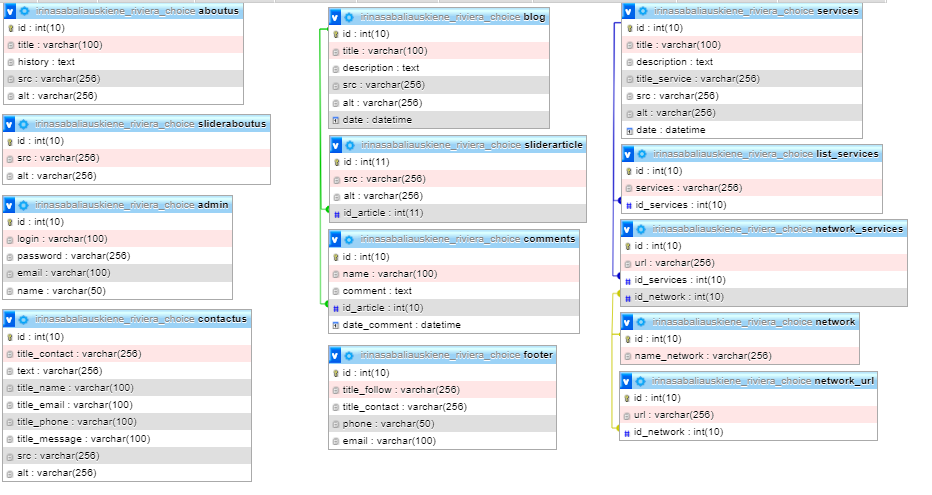 irinasabaliauskiene_riviera_choice aboutus
id : int(10)
title : varchar(100)
history : text
src : varchar(256)
alt : varchar(256)
irinasabaliauskiene_riviera_choice slideraboutus
id : int(10)
src : varchar(256)
alt : varchar(256)
irinasabaliauskiene_riviera_choice admin
id : int(10)
login : varchar(100)
password : varchar(256)
email : varchar(100)
name : varchar(50)
irinasabaliauskiene_riviera_choice contactus
id : int(10)
title_contact : varchar(256)
text : varchar(256)
title_name : varchar(100)
title_email : varchar(100)
title_phone : varchar(100)
title_message : varchar(100)
src : varchar(256)
alt : varchar(256)
irinasabaliauskiene_riviera_choice blog
id : int(10)
title : varchar(100)
description : text
src : varchar(256)
alt : varchar(256)
date : datetime
irinasabaliauskiene_riviera_choice sliderarticle
id : int(11)
src : varchar(256)
alt : varchar(256)
id_article : int(11)
irinasabaliauskiene_riviera_choice comments
id : int(10)
name : varchar(100)
comment : text
id_article : int(10)
date_comment : datetime
irinasabaliauskiene_riviera_choice footer
id : int(10)
title_follow : varchar(256)
title_contact : varchar(256)
phone : varchar(50)
email : varchar(100)
irinasabaliauskiene_riviera_choice services
id : int(10)
title : varchar(100)
description : text
title_service : varchar(256)
src : varchar(256)
alt : varchar(256)
date : datetime
irinasabaliauskiene_riviera_choice list_services
id : int(10)
services : varchar(256)
id_services : int(10)
irinasabaliauskiene_riviera_choice network_services
id : int(10)
url : varchar(256)
id_services : int(10)
id_network : int(10)
irinasabaliauskiene_riviera_choice network
id : int(10)
name_network : varchar(256)
irinasabaliauskiene_riviera_choice network_url
id : int(10)
url : varchar(256)
id_network : int(10)